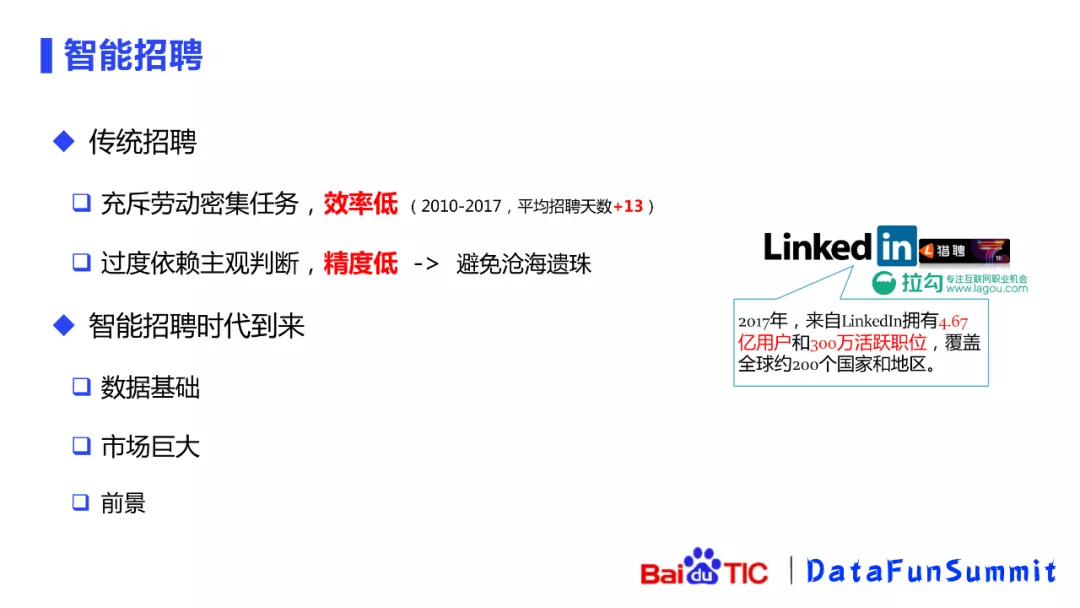 智能招聘
传统招聘
充斥劳动密集任务，效率低（2010-2017，平均招聘天数+13）
过度依赖主观判断，精度低 -> 避免沧海遗珠
智能招聘时代到来
数据基础
市场巨大
前景
Linked in 猎聘
拉勾 专注互联网职业机会
www.lagou.com
2017年，来自LinkedIn拥有4.67
亿用户和300万活跃职位，覆盖
全球约200个国家和地区。
Bai du TIC | DataFunSummit